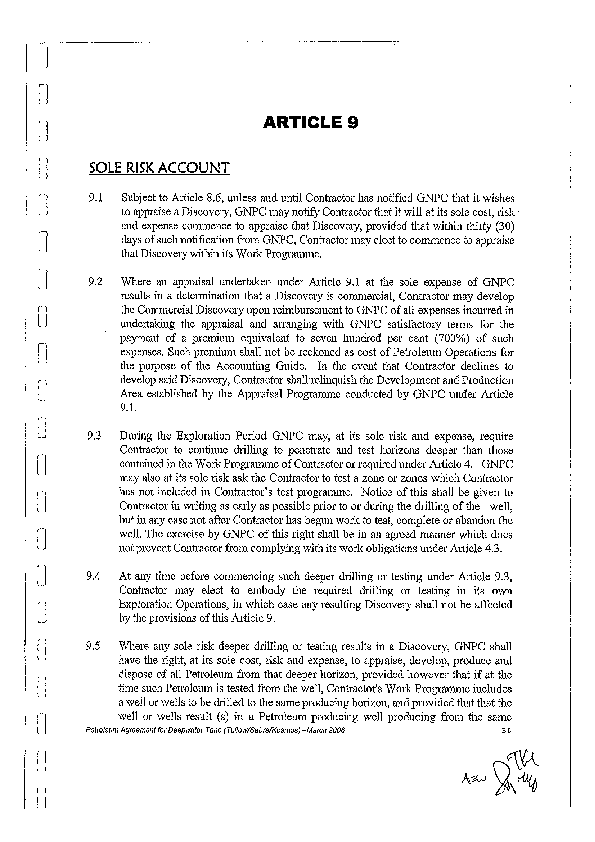 ARTICLE 9
SOLE RISK ACCOUNT
9.1 Subject to Article 8.6, unless and until Contractor has notified GNPC that it wishes
to appraise a Discovery, GNPC may notify Contractor that it will at its sole cost, risk
and expense commence to appraise that Discovery, provided that within thirty (30)
days of such notification from GNPC, Contractor may elect to commence to appraise
that Discovery within its Work Programme.
9.2 Where an appraisal undertaken under Article 9.1 at the sole expense of GNPC
results in a determination that a Discovery is commercial, Contractor may develop
the Commercial Discovery upon reimbursement to GNPC of all expenses incurred in
undertaking the appraisal and arranging with GNPC satisfactory terms for the
payment of a premium equivalent to seven hundred per cent (700%) of such
expenses. Such premium shall not be reckoned as cost of Petroleum Operations for
the purpose of the Accounting Guide. In the event that Contractor declines to
develop said Discovery, Contractor shall relinquish the Development and Production
Area established by the Appraisal Programme conducted by GNPC under Article
9.1.
9.3 During the Exploration Period GNPC may, at its sole risk and expense, require
Contractor to continue drilling to penetrate and test horizons deeper than those
contained in the Work Programme of Contractor or required under Article 4. GNPC
may also at its sole risk ask the Contractor to test a zone or zones which Contractor
has not included in Contractor's test programme. Notice of this shall be given to
Contractor in writing as early as possible prior to or during the drilling of the well,
but in any case not after Contractor has begun work to test, complete or abandon the
well. The exercise by GNPC of this right shall be in an agreed manner which does
not prevent Contractor from complying with its work obligations under Article 4.3.
9.4 At any time before commencing such deeper drilling or testing under Article 9.3,
Contractor may elect to embody the required drilling or testing in its own
Exploration Operations, in which case any resulting Discovery shall not be affected
by the provisions of this Article 9.
9.5 Where any sole risk deeper drilling or testing results in a Discovery, GNPC shall
have the right, at its sole cost, risk and expense, to appraise, develop, produce and
dispose of all Petroleum from that deeper horizon, provided however that if at the
time such Petroleum is tested from the well, Contractor's Work Programme includes
a well or wells to be drilled to the same producing horizon, and provided that the
well or wells result (s) in a Petroleum producing well producing from the same
Petroleum Agreement for Deepwater Tano (Tullow/Sabre/Kosmos) – March 2006